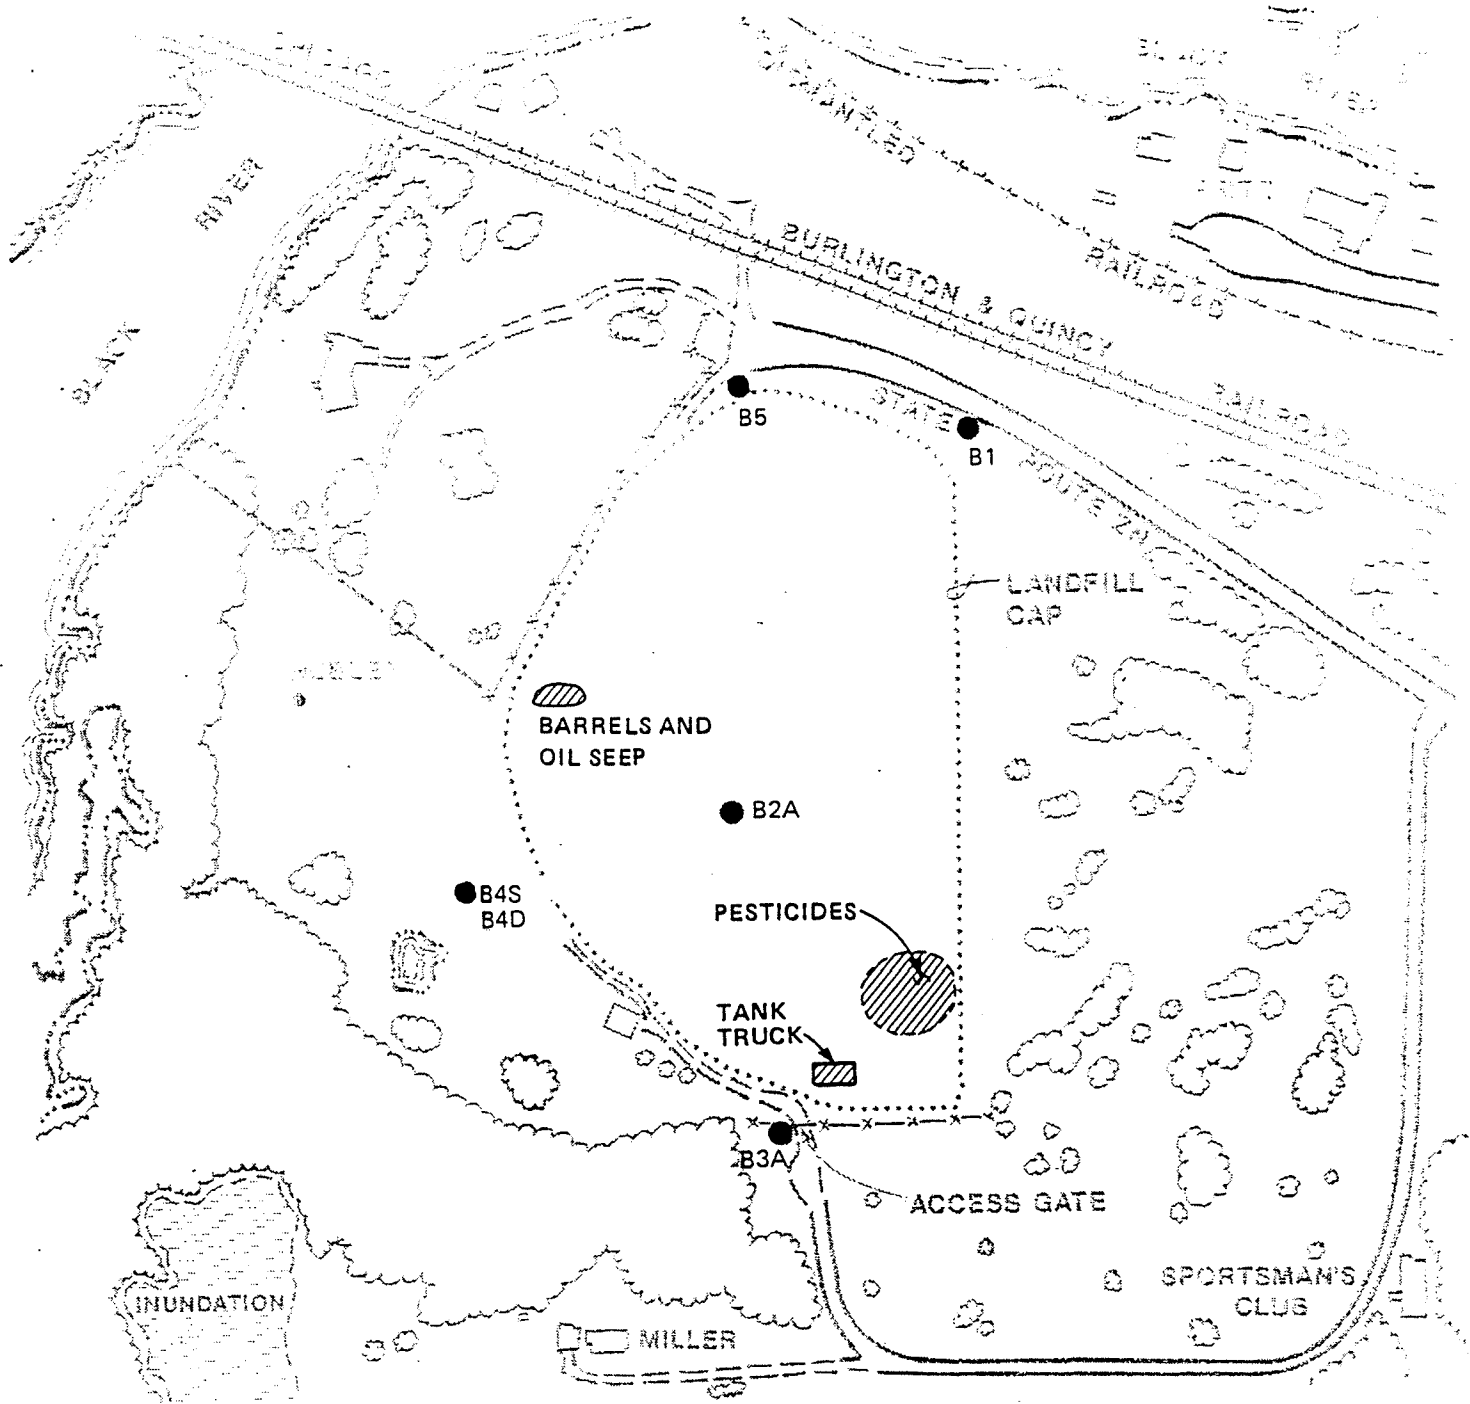 BLACK
RIVER
DISMANTLED
RAILROAD
RIVER
BLACK
BURLINGTON & QUINCY
RAILROAD
B5
STATE
B1
ROUTE ZN
LANDFILL
CAP
BARRELS AND
OIL SEEP
B2A
B4S
B4D
PESTICIDES
TANK
TRUCK
B3A
ACCESS GATE
SPORTSMAN'S
CLUB
INUNDATION
MILLER